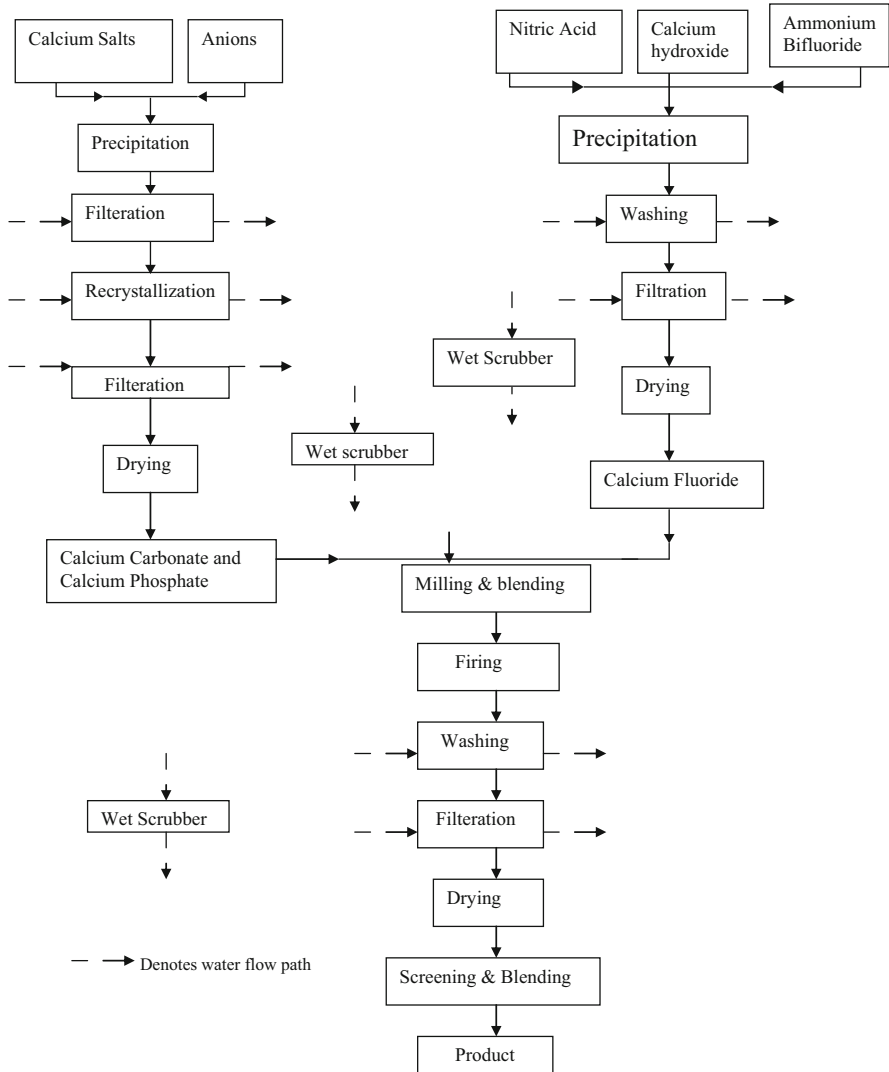 Calcium Salts
Anions
Nitric Acid
Calcium
hydroxide
Ammonium
Bifluoride
Precipitation
Precipitation
Filteration
Washing
Recrystallization
Filtration
Wet Scrubber
Filteration
Drying
Wet scrubber
Drying
Calcium Fluoride
Calcium Carbonate and
Calcium Phosphate
Milling & blending
Firing
Washing
Wet Scrubber
Filteration
Drying
Denotes water flow path
Screening & Blending
Product